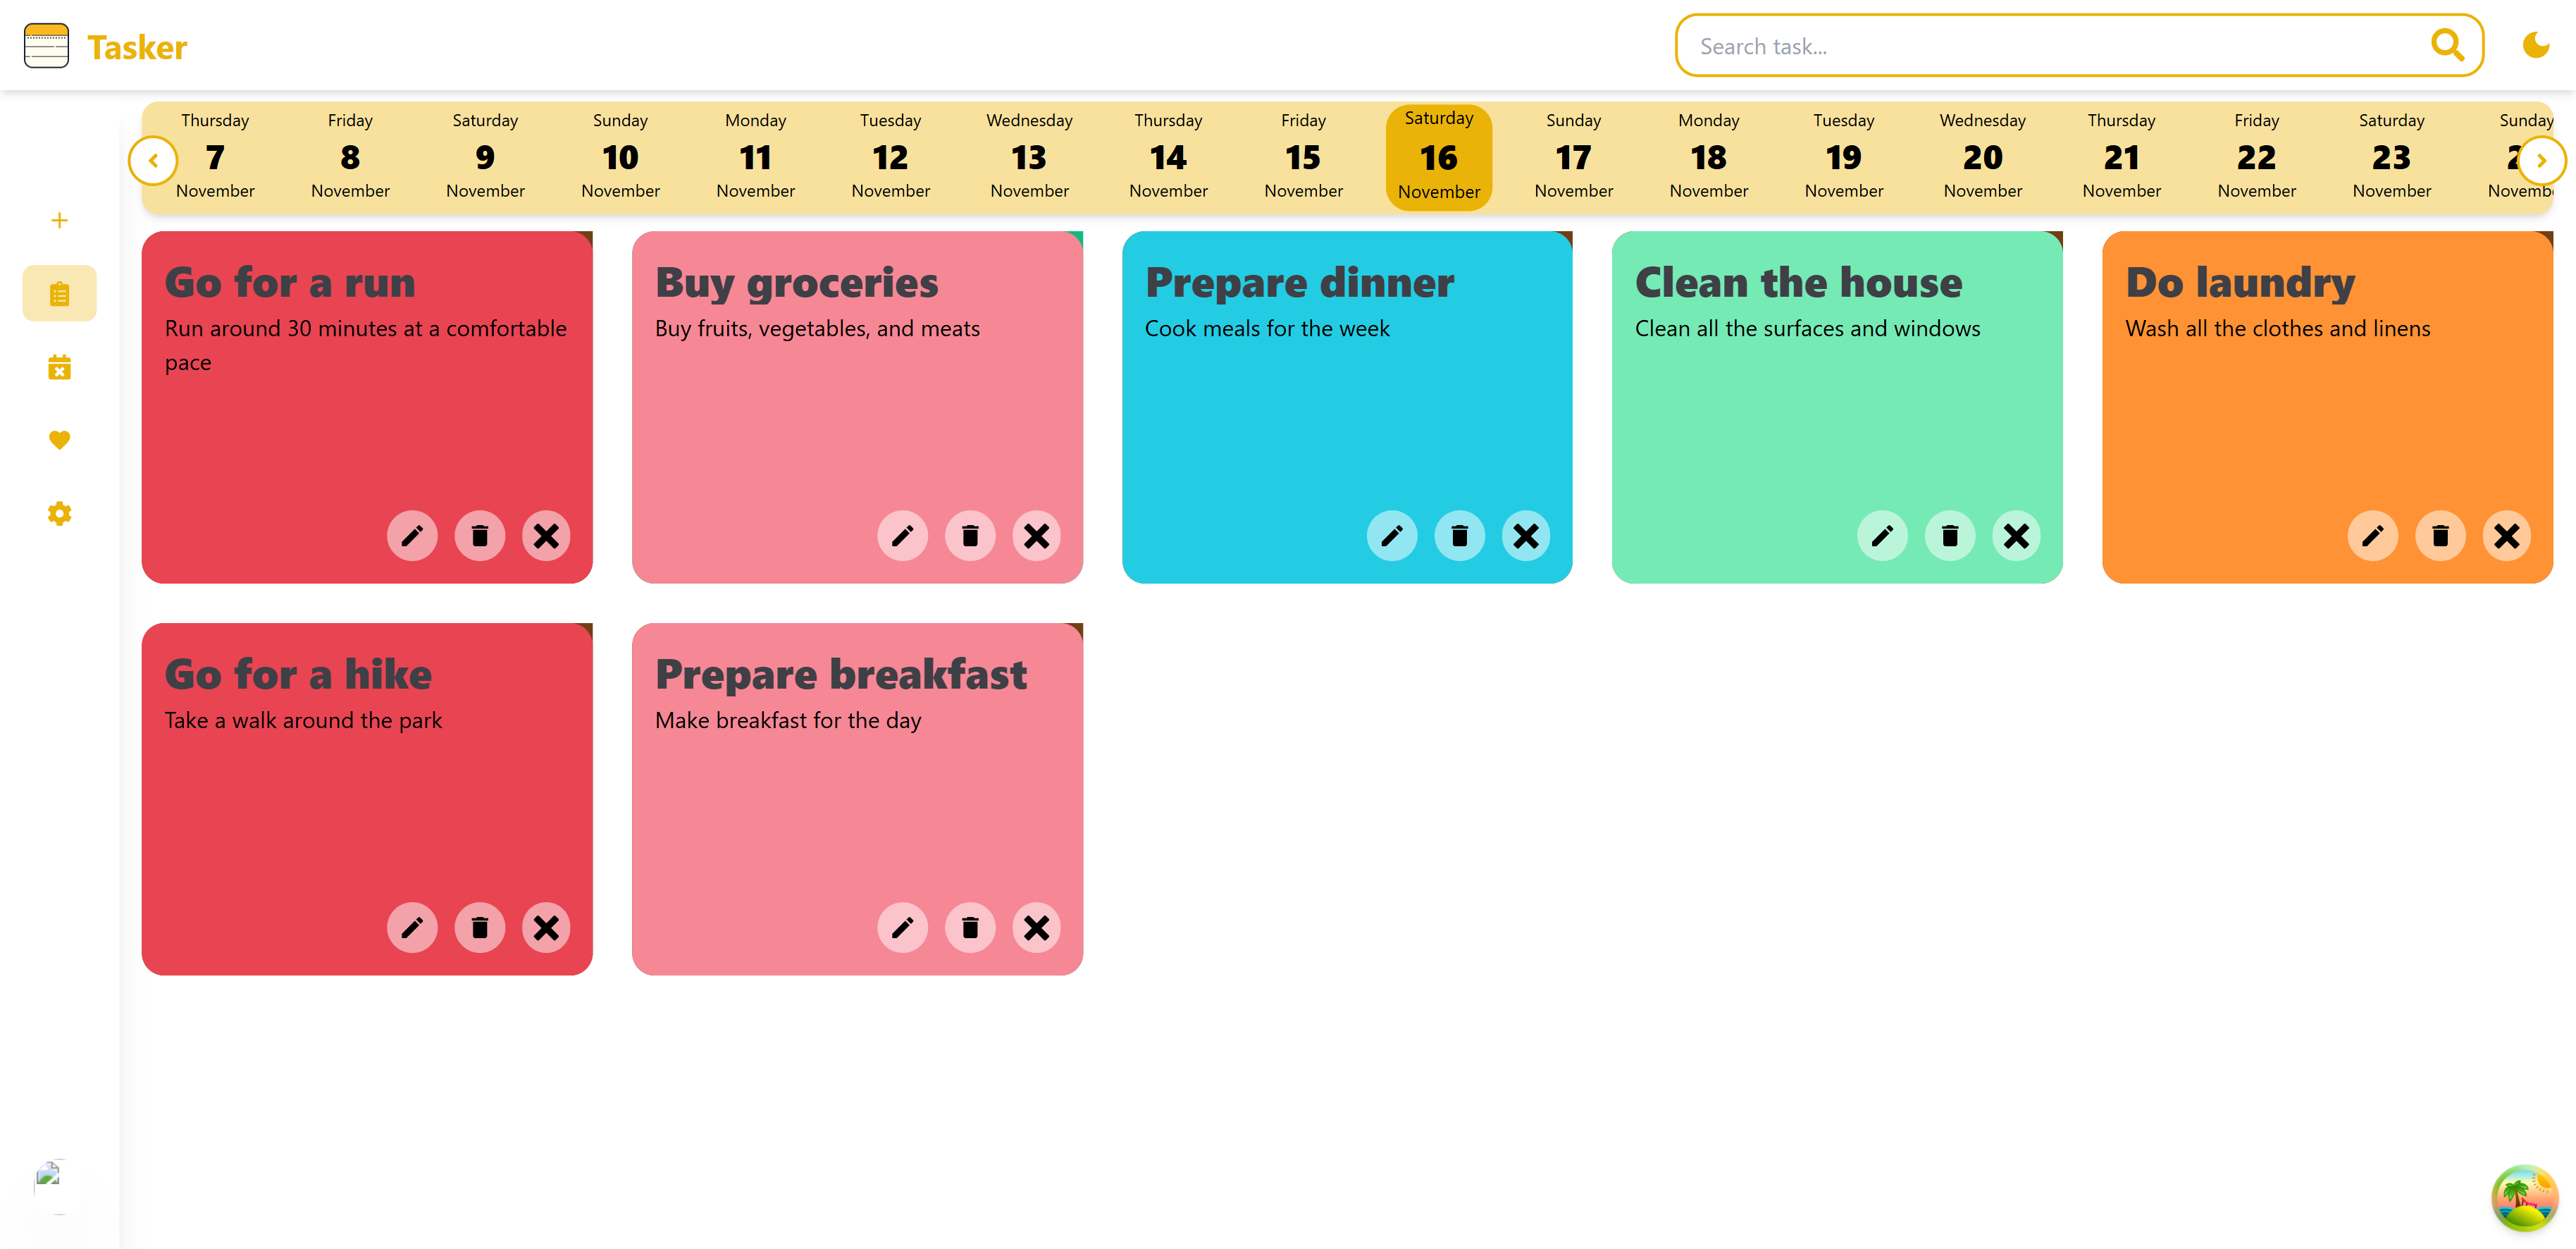 Tasker
Search task...
Thursday Friday Saturday Sunday Monday Tuesday Wednesday Thursday Friday Saturday Sunday Monday Tuesday Wednesday Thursday Friday Saturday Sunday
7 8 9 10 11 12 13 14 15 16 17 18 19 20 21 22 23
November November November November November November November November November November November November November November November November November
Go for a run
Run around 30 minutes at a comfortable
pace
Buy groceries
Buy fruits, vegetables, and meats
Prepare dinner
Cook meals for the week
Clean the house
Clean all the surfaces and windows
Do laundry
Wash all the clothes and linens
Go for a hike
Take a walk around the park
Prepare breakfast
Make breakfast for the day